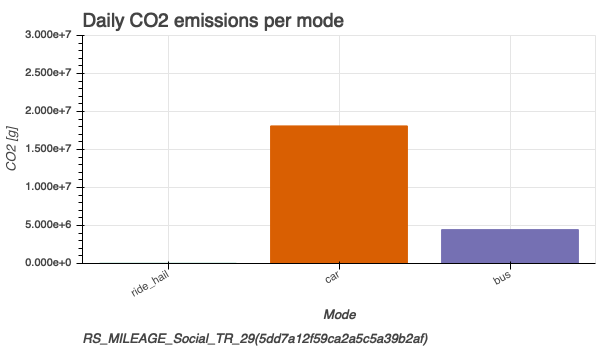 Daily CO2 emissions per mode
3.000e+7
2.500e+7
2.000e+7
1.500e+7
1.000e+7
5.000e+6
0.000e+0
CO2 [g]
ride_hail
car
bus
Mode
RS_MILEAGE_Social_TR_29(5dd7a12f59ca2a5c5a39b2af)